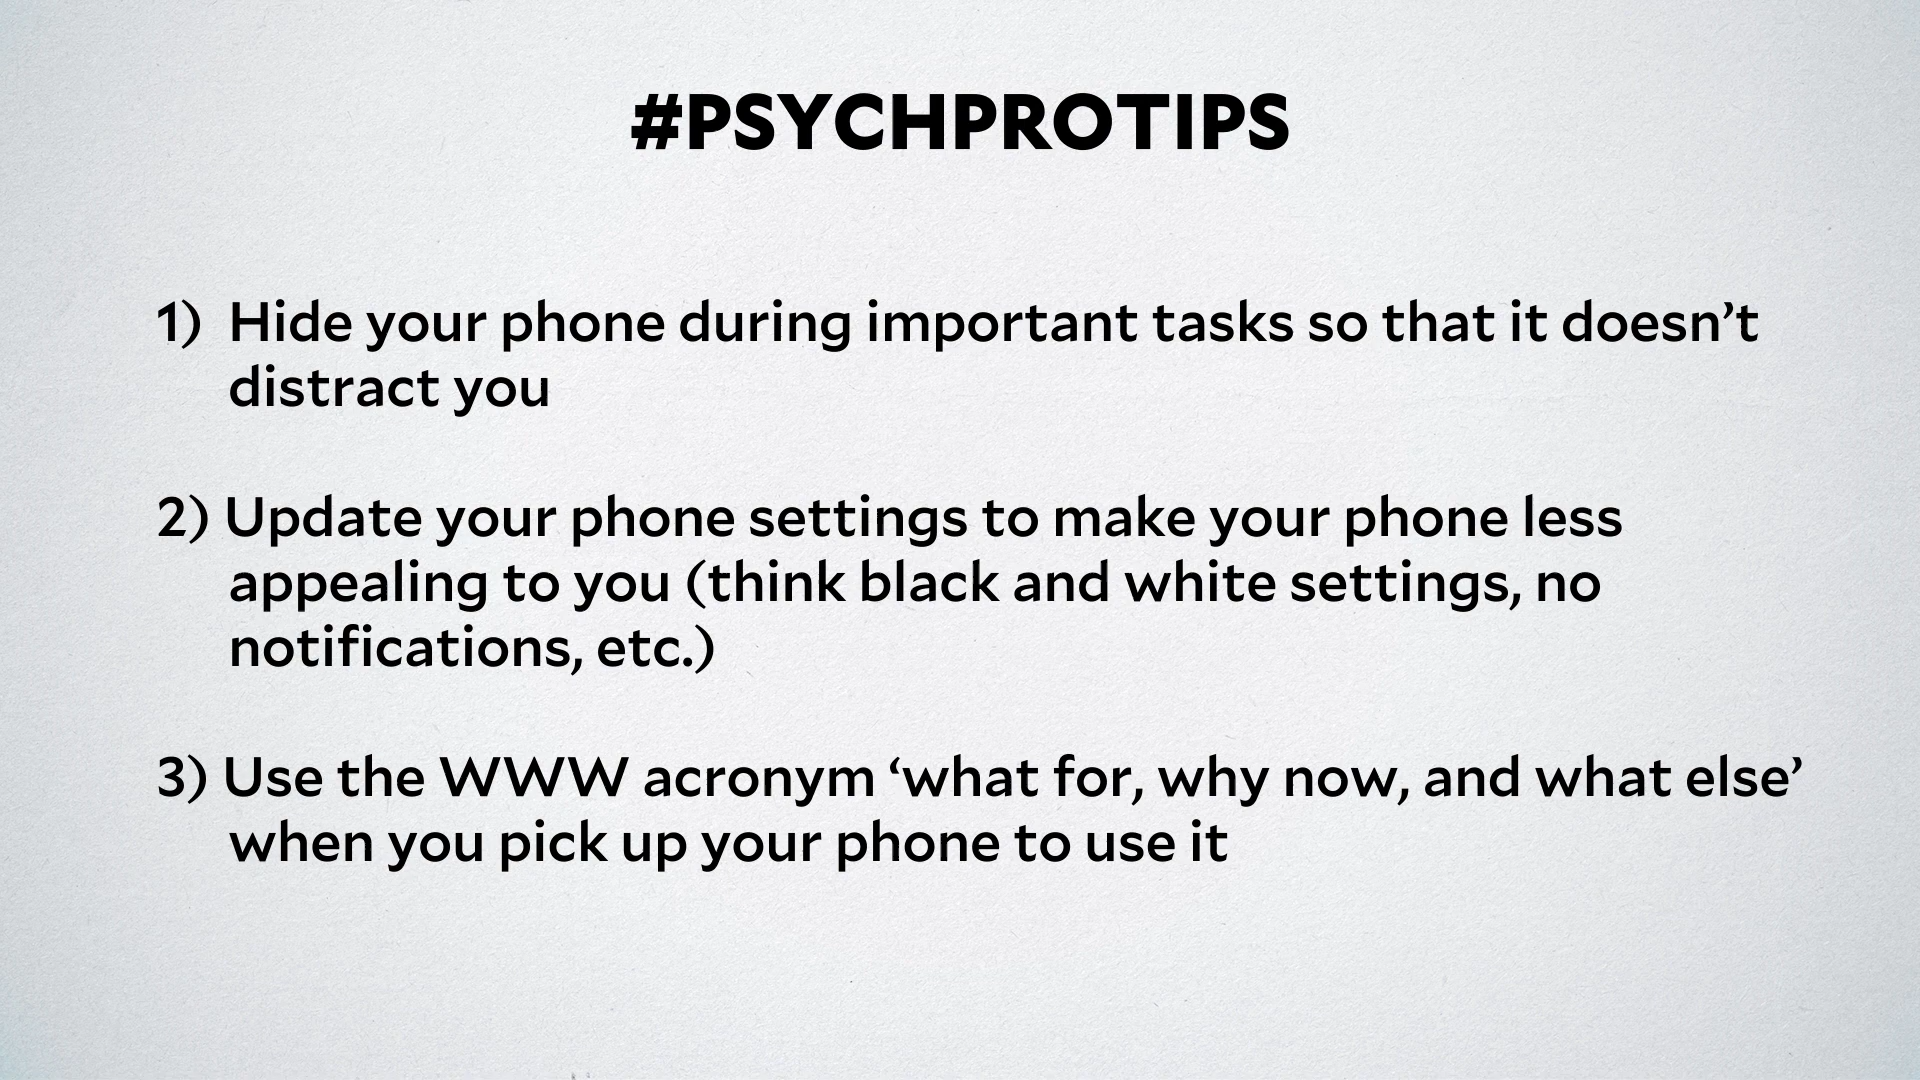 #PSYCHPROTIPS
1) Hide your phone during important tasks so that it doesn’t
distract you
2) Update your phone settings to make your phone less
appealing to you (think black and white settings, no
notifications, etc.)
3) Use the WWW acronym ‘what for, why now, and what else’
when you pick up your phone to use it